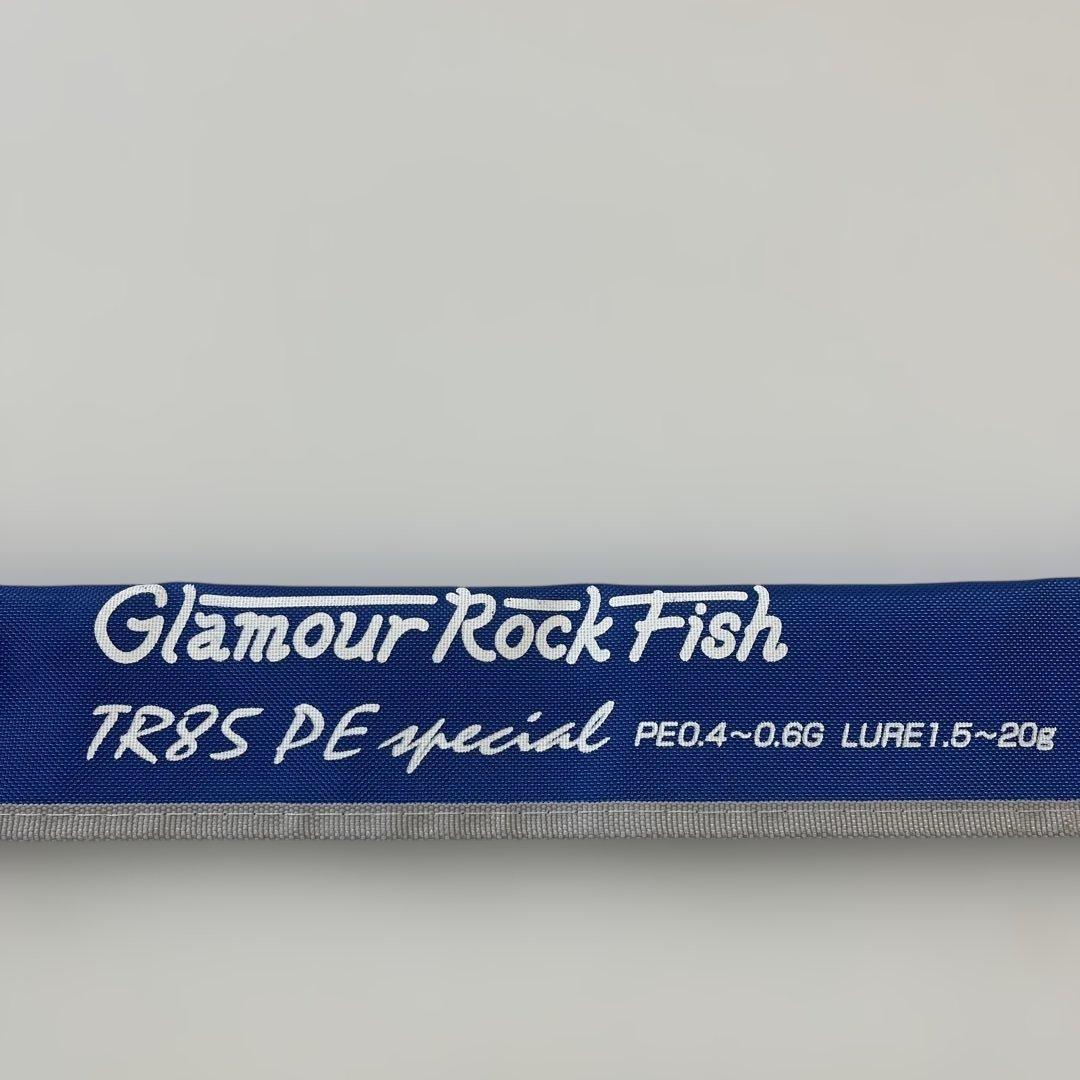 Glamour Rock Fish
TR85 PE special PE0.4~0.6G LURE1.5~20g